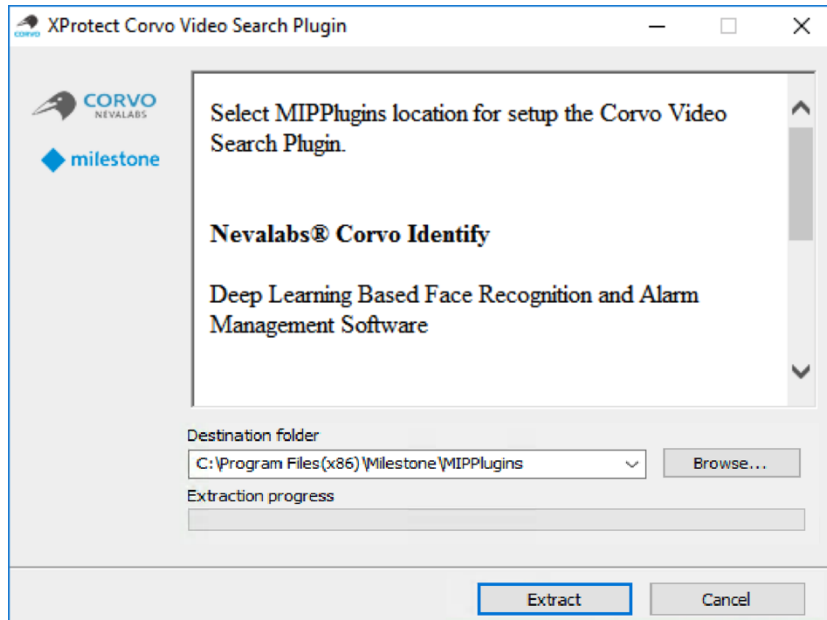 XProtect Corvo Video Search Plugin
CORVO
CORVO
NEVALABS
milestone
Select MIPPlugins location for setup the Corvo Video
Search Plugin.
Nevalabs® Corvo Identify
Deep Learning Based Face Recognition and Alarm
Management Software
Destination folder
C:\Program Files(x86)\Milestone\MIPPlugins
Browse...
Extraction progress
Extract
Cancel